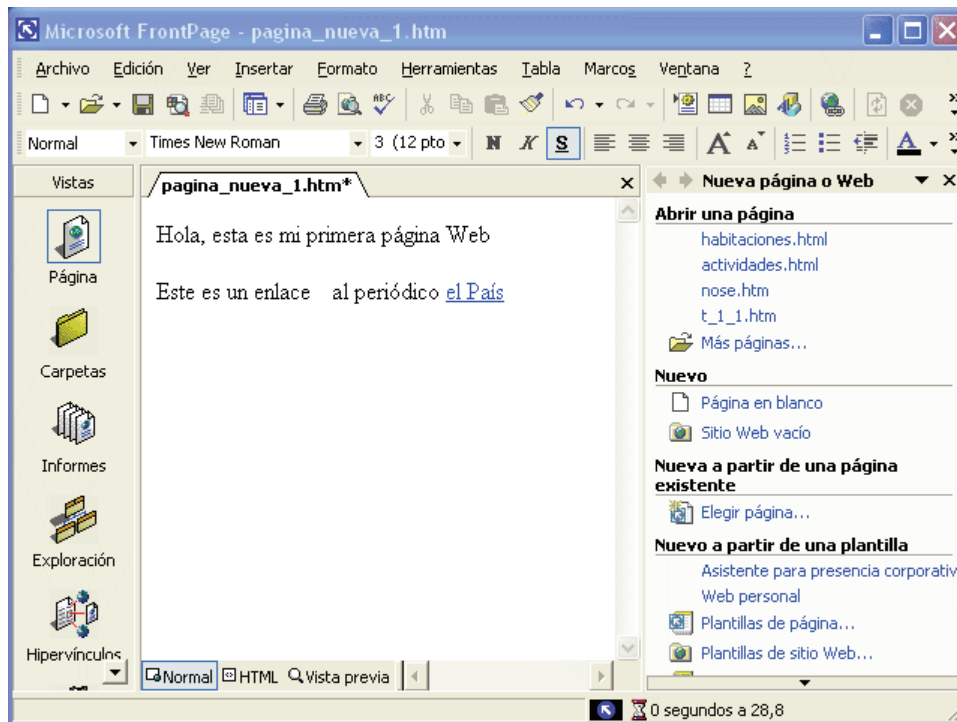 Microsoft FrontPage - pagina_nueva_1.htm
Archivo Edición Ver Insertar Formato Herramientas Tabla Marcos Ventana ?
Normal Times New Roman 3 (12 pto N K S A A A
Vistas
Página
Carpetas
Informes
Exploración
Hipervínculos
pagina_nueva_1.htm*
Hola, esta es mi primera página Web
Este es un enlace al periódico el País
Normal HTML Vista previa
Nueva página o Web
Abrir una página
habitaciones.html
actividades.html
nose.htm
t_1_1.htm
Más páginas...
Nuevo
Página en blanco
Sitio Web vacío
Nueva a partir de una página
existente
Elegir página...
Nuevo a partir de una plantilla
Asistente para presencia corporativ
Web personal
Plantillas de página...
Plantillas de sitio Web...
0 segundos a 28,8